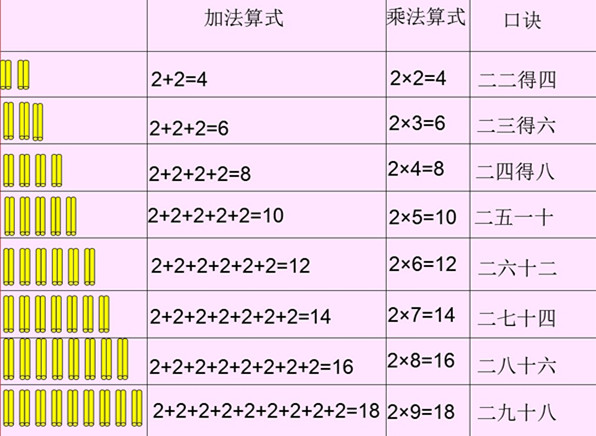 加法算式 乘法算式 口诀
2+2=4 2×2=4 二二得四
2+2+2=6 2×3=6 二三得六
2+2+2+2=8 2×4=8 二四得八
2+2+2+2+2=10 2×5=10 二五一十
2+2+2+2+2+2=12 2×6=12 二六十二
2+2+2+2+2+2+2=14 2×7=14 二七十四
2+2+2+2+2+2+2+2=16 2×8=16 二八十六
2+2+2+2+2+2+2+2+2=18 2×9=18 二九十八